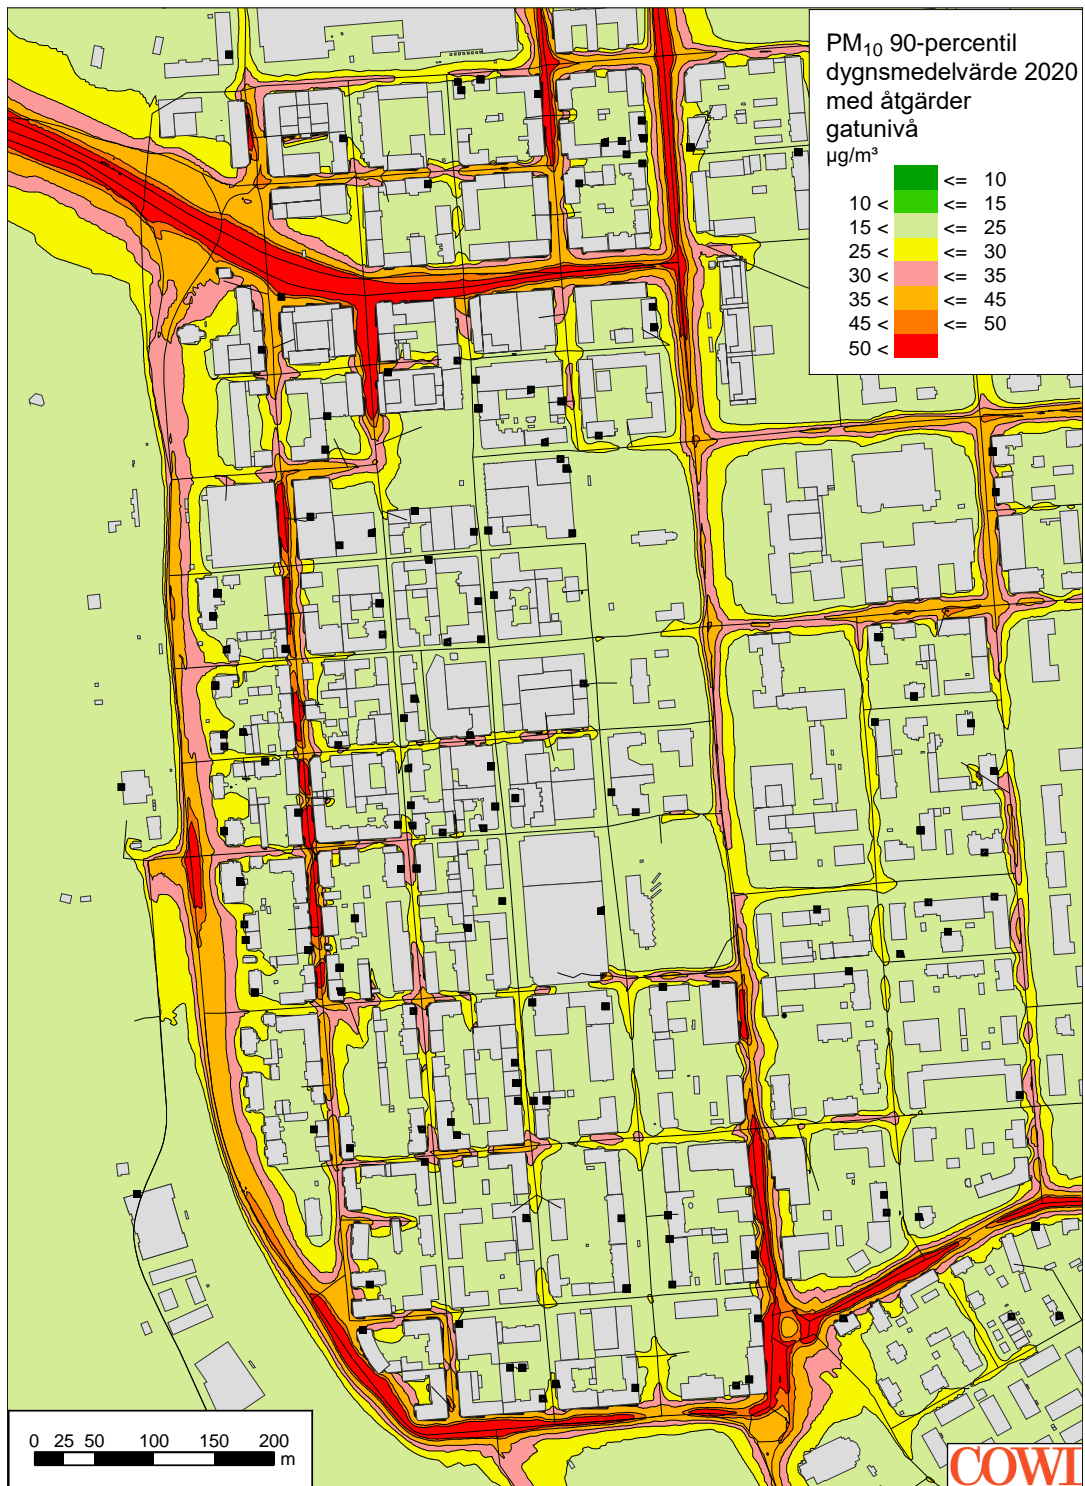 PM₁₀ 90-percentil
dygnsmedelvärde 2020
med åtgärder
gatunivå
µg/m³
<= 10
10 < <= 15
15 < <= 25
25 < <= 30
30 < <= 35
35 < <= 45
45 < <= 50
50 <
0 25 50 100 150 200
m
COWI